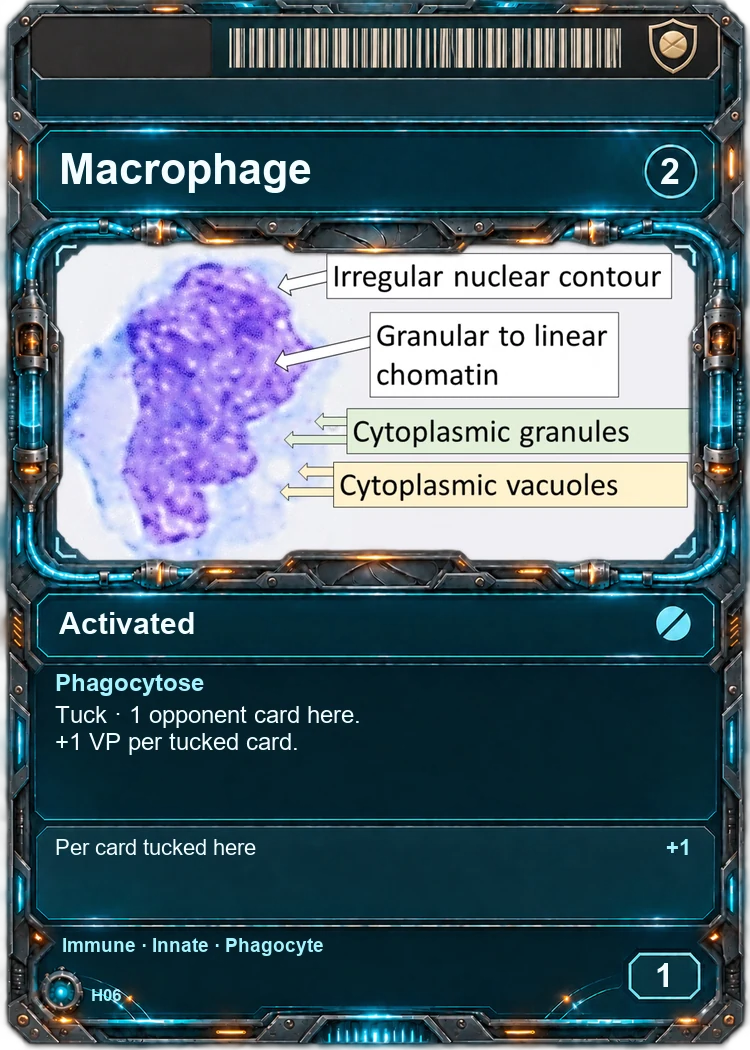 Macrophage
2
Irregular nuclear contour
Granular to linear
chomatin
Cytoplasmic granules
Cytoplasmic vacuoles
Activated
Phagocytose
Tuck · 1 opponent card here.
+1 VP per tucked card.
Per card tucked here
+1
Immune · Innate · Phagocyte
H06
1